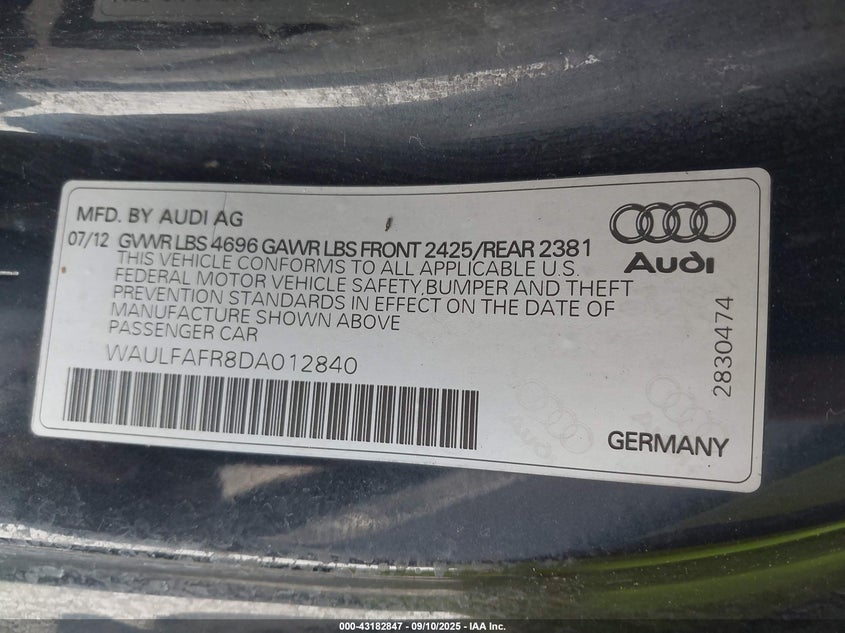 MFD. BY AUDI AG
07/12 GVWR LBS 4696 GAWR LBS FRONT 2425/REAR 2381
THIS VEHICLE CONFORMS TO ALL APPLICABLE U.S.
FEDERAL MOTOR VEHICLE SAFETY,BUMPER AND THEFT
PREVENTION STANDARDS IN EFFECT ON THE DATE OF
MANUFACTURE SHOWN ABOVE
PASSENGER CAR
WAULFAFR8DA012840
Audi
2830474
Audi
GERMANY
000-43182847 - 09/10/2025 - IAA Inc.